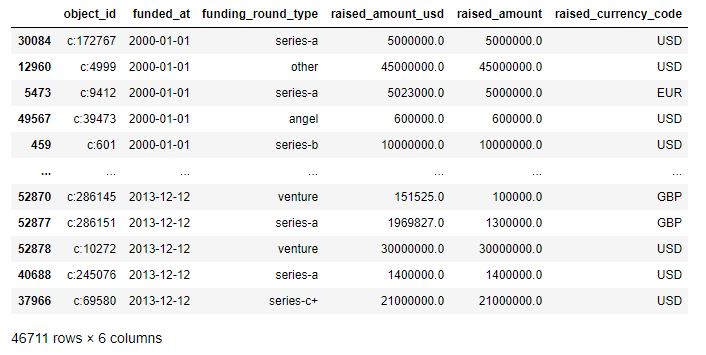 object_id funded_at funding_round_type raised_amount_usd raised_amount raised_currency_code
30084 c:172767 2000-01-01 series-a 5000000.0 5000000.0 USD
12960 c:4999 2000-01-01 other 45000000.0 45000000.0 USD
5473 c:9412 2000-01-01 series-a 5023000.0 5000000.0 EUR
49567 c:39473 2000-01-01 angel 600000.0 600000.0 USD
459 c:601 2000-01-01 series-b 10000000.0 10000000.0 USD
... ... ... ... ... ... ...
52870 c:286145 2013-12-12 venture 151525.0 100000.0 GBP
52877 c:286151 2013-12-12 series-a 1969827.0 1300000.0 GBP
52878 c:10272 2013-12-12 venture 30000000.0 30000000.0 USD
40688 c:245076 2013-12-12 series-a 1400000.0 1400000.0 USD
37966 c:69580 2013-12-12 series-c+ 21000000.0 21000000.0 USD
46711 rows × 6 columns